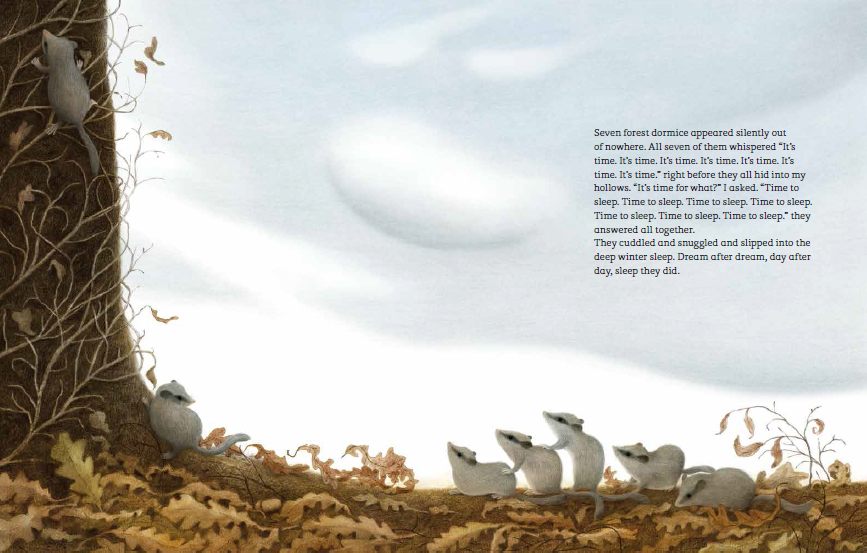 Seven forest dormice appeared silently out
of nowhere. All seven of them whispered “It’s
time. It’s time. It’s time. It’s time. It’s time. It’s
time. It’s time.” right before they all hid into my
hollows. “It’s time for what?” I asked. “Time to
sleep. Time to sleep. Time to sleep. Time to sleep.
Time to sleep. Time to sleep. Time to sleep.” they
answered all together.
They cuddled and snuggled and slipped into the
deep winter sleep. Dream after dream, day after
day, sleep they did.